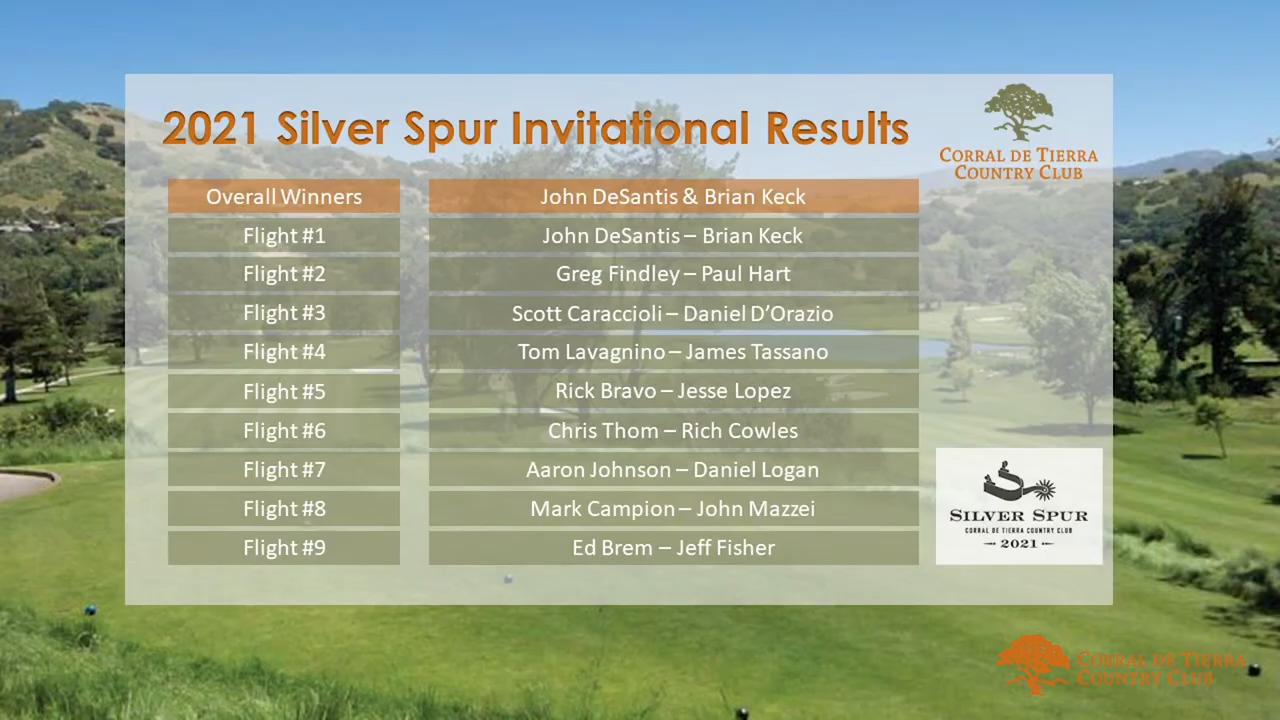 2021 Silver Spur Invitational Results
CORRAL DE TIERRA
COUNTRY CLUB
Overall Winners John DeSantis & Brian Keck
Flight #1 John DeSantis – Brian Keck
Flight #2 Greg Findley – Paul Hart
Flight #3 Scott Caraccioli – Daniel D’Orazio
Flight #4 Tom Lavagnino – James Tassano
Flight #5 Rick Bravo – Jesse Lopez
Flight #6 Chris Thom – Rich Cowles
Flight #7 Aaron Johnson – Daniel Logan
Flight #8 Mark Campion – John Mazzei
Flight #9 Ed Brem – Jeff Fisher
SILVER SPUR
CORRAL DE TIERRA COUNTRY CLUB
2021
CORRAL DE TIERRA
COUNTRY CLUB